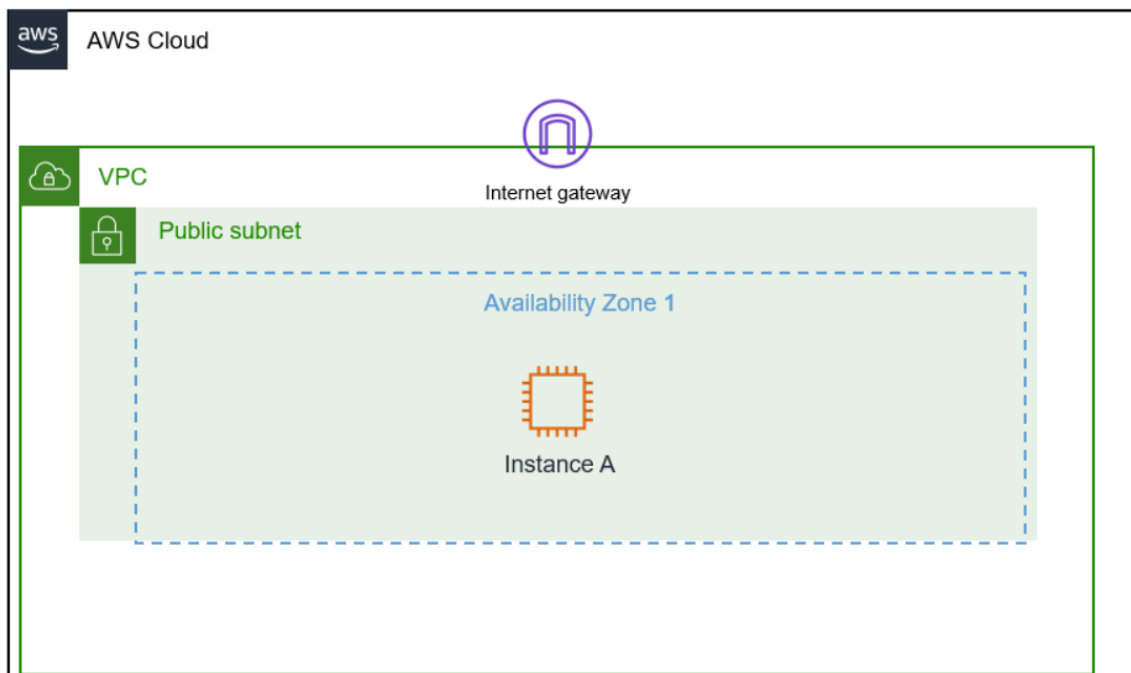 aws
AWS Cloud
VPC
Internet gateway
Public subnet
Availability Zone 1
Instance A